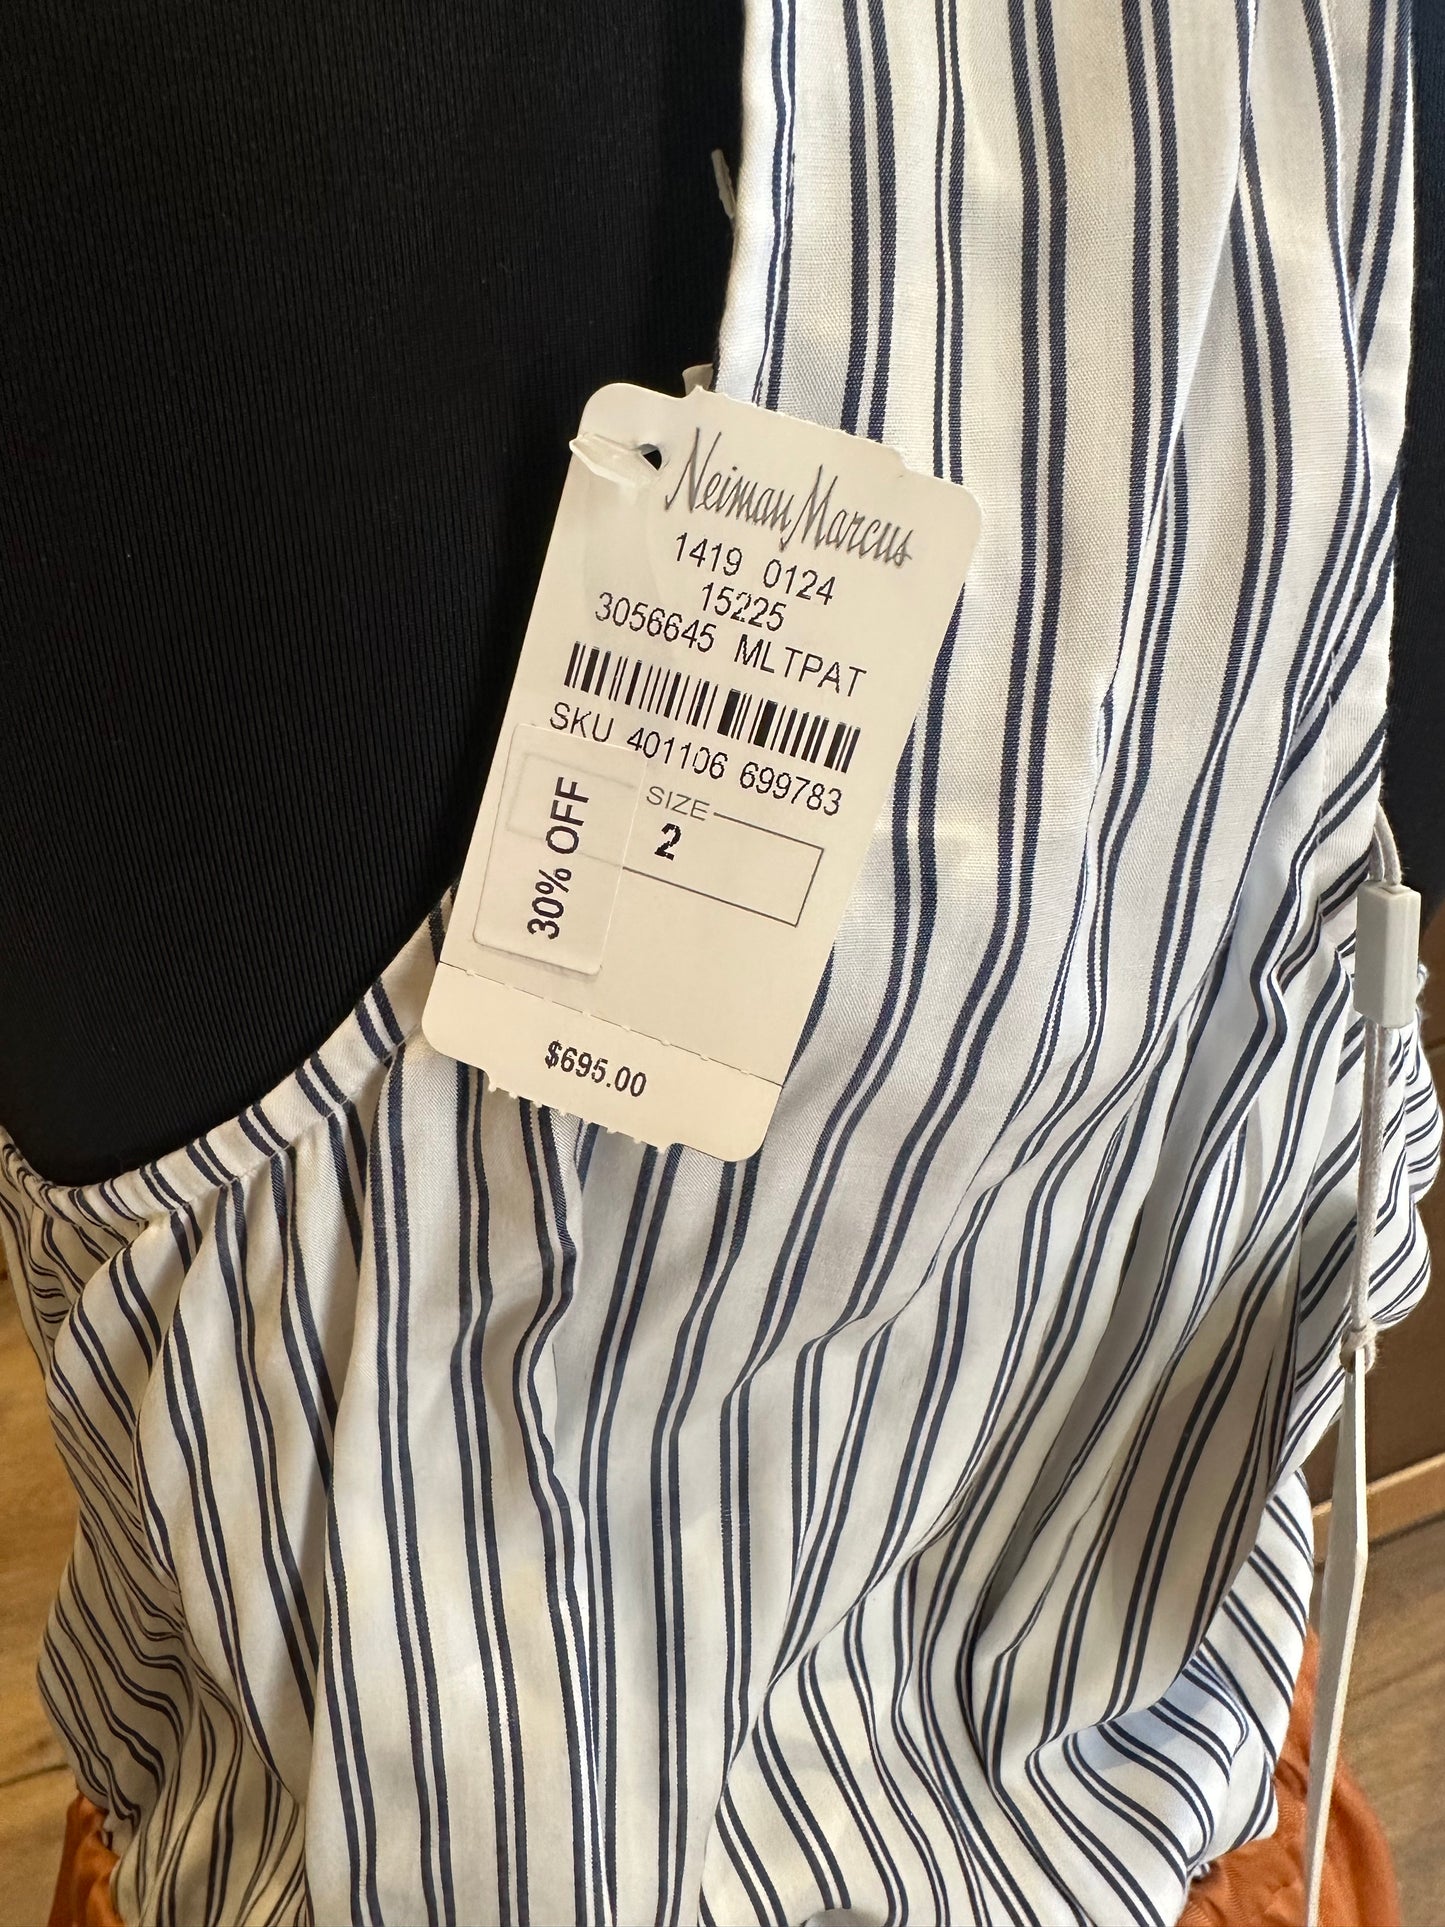 Neiman Marcus
1419 0124
15225
3056645 MLTPAT
SKU 401106 699783
SIZE
2
30% OFF
$695.00